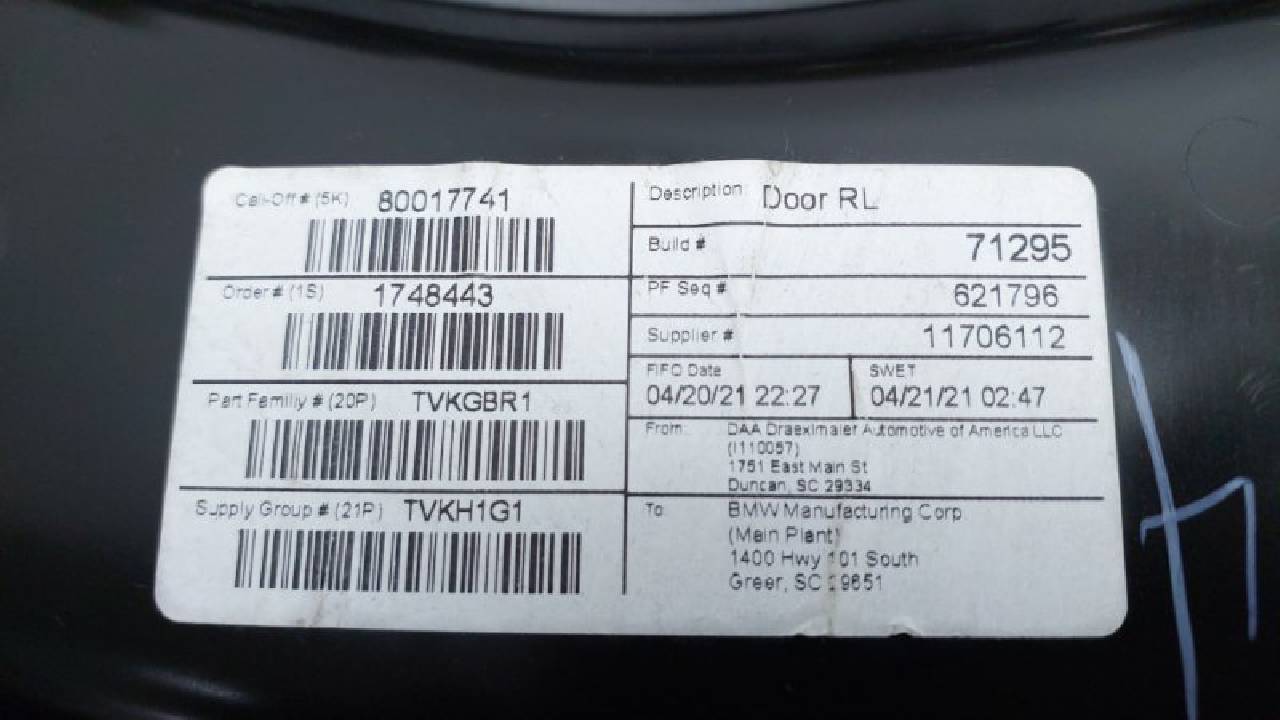 Call-Off # (5K) 80017741
Order # (1S) 1748443
Part Family # (20P) TVKGBR1
Supply Group # (21P) TVKH1G1
Description: Door RL
Build # 71295
PF Seq # 621796
Supplier # 11706112
FIFO Date
04/20/21 22:27
SWET
04/21/21 02:47
From: DAA Draexlmaier Automotive of America LLC
(I110057)
1751 East Main St
Duncan, SC 29334
To BMW Manufacturing Corp.
(Main Plant)
1400 Hwy 101 South
Greer, SC 29651